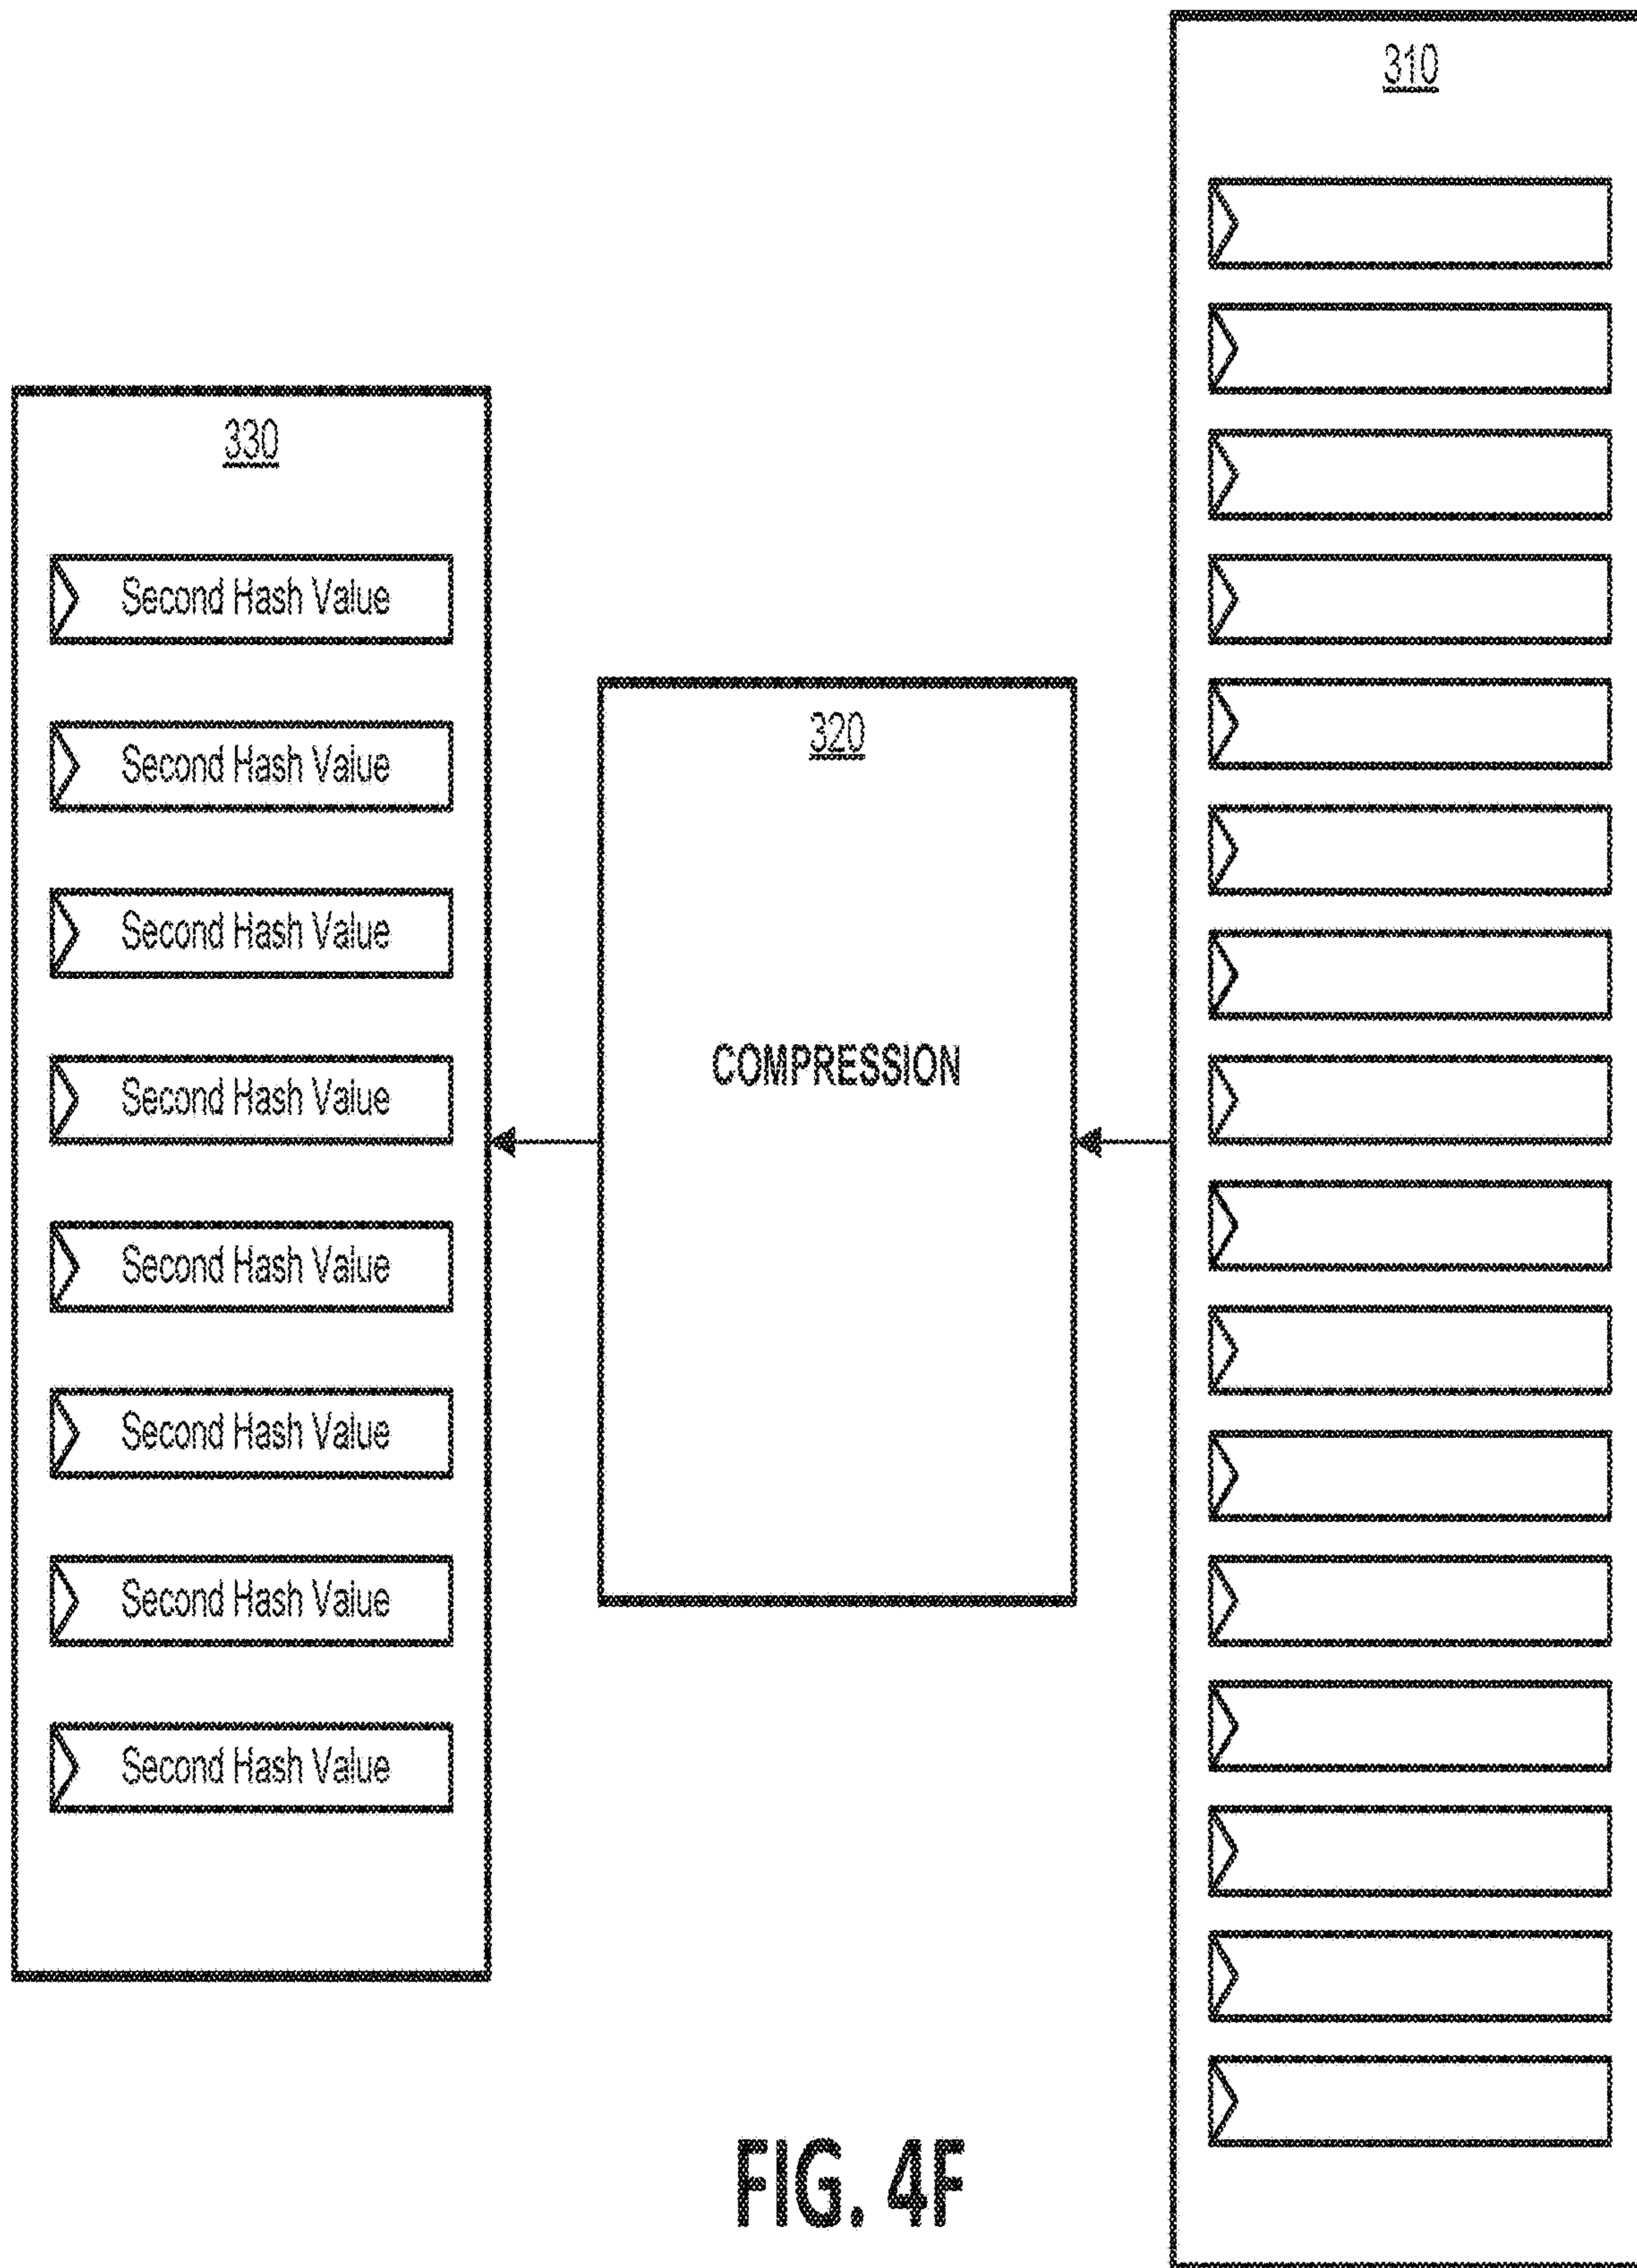 310
330
Second Hash Value
Second Hash Value
Second Hash Value
Second Hash Value
Second Hash Value
Second Hash Value
Second Hash Value
Second Hash Value
320
COMPRESSION
FIG. 4F